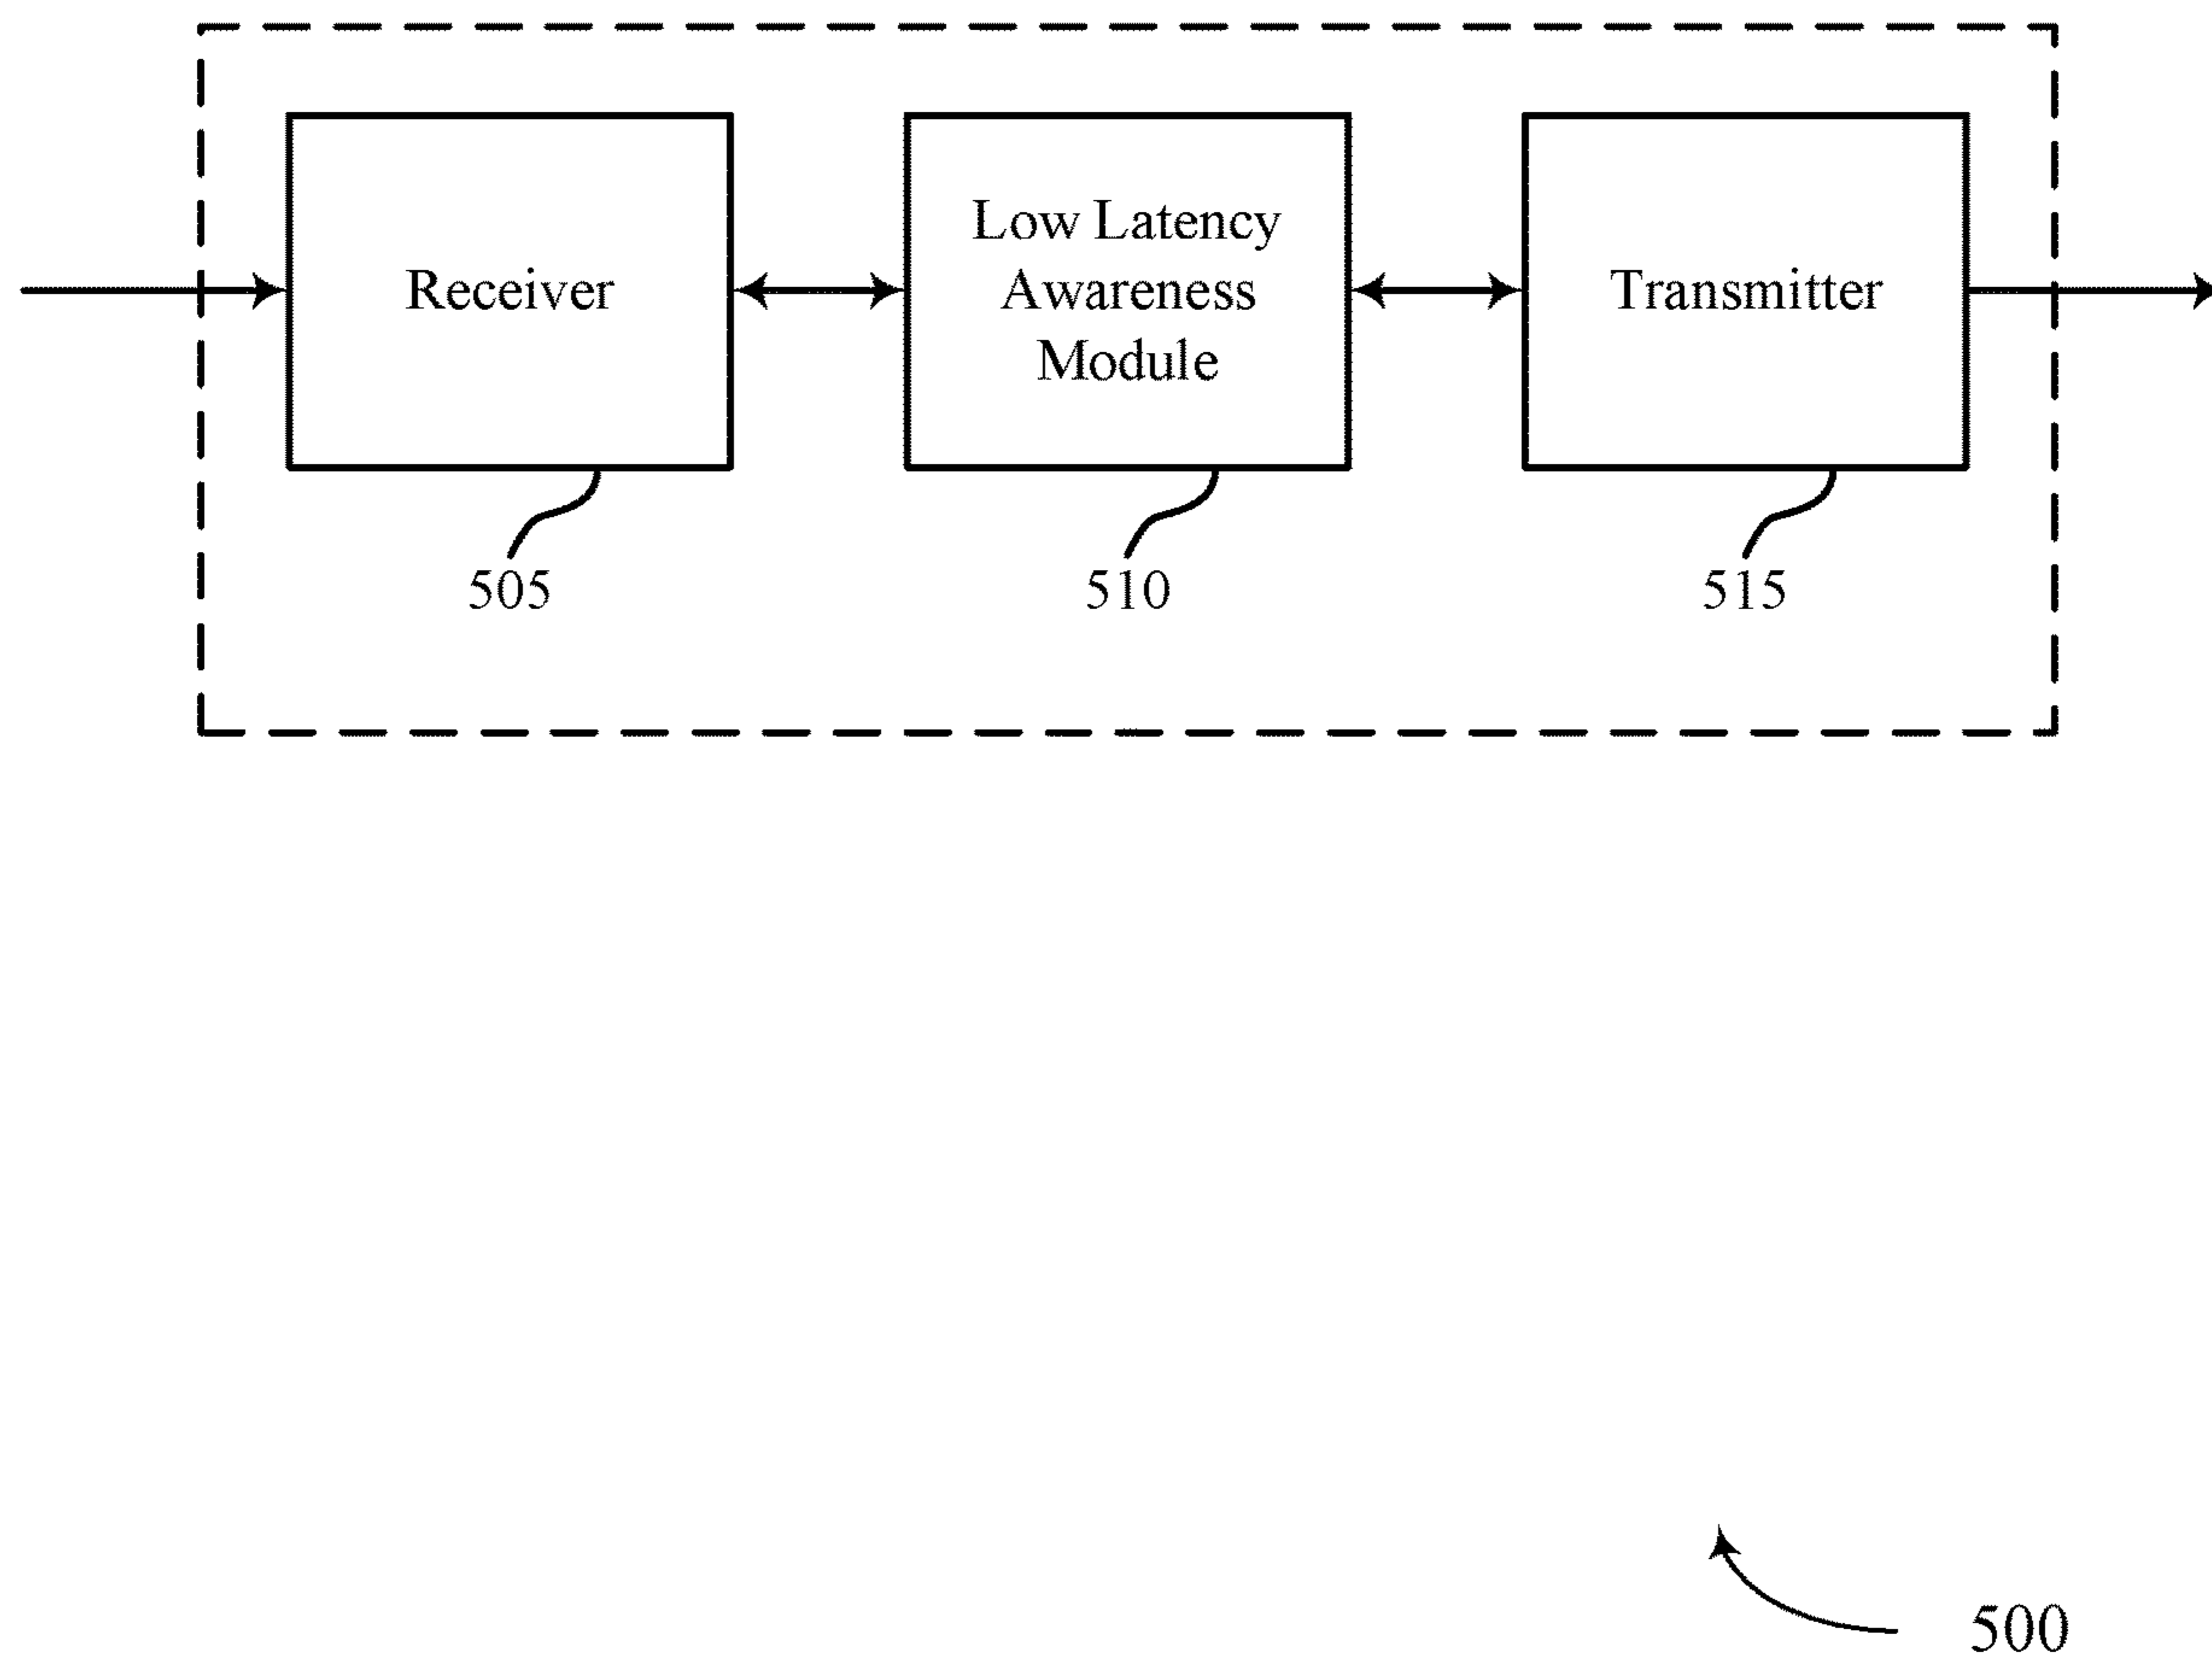 Receiver
Low Latency
Awareness
Module
Transmitter
505
510
515
500